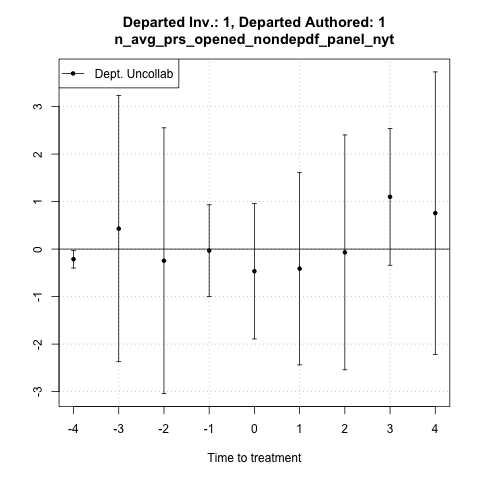 Departed Inv.: 1, Departed Authored: 1
n_avg_prs_opened_nondepdf_panel_nyt
Dept. Uncollab
3
2
1
0
-1
-2
-3
-4 -3 -2 -1 0 1 2 3 4
Time to treatment